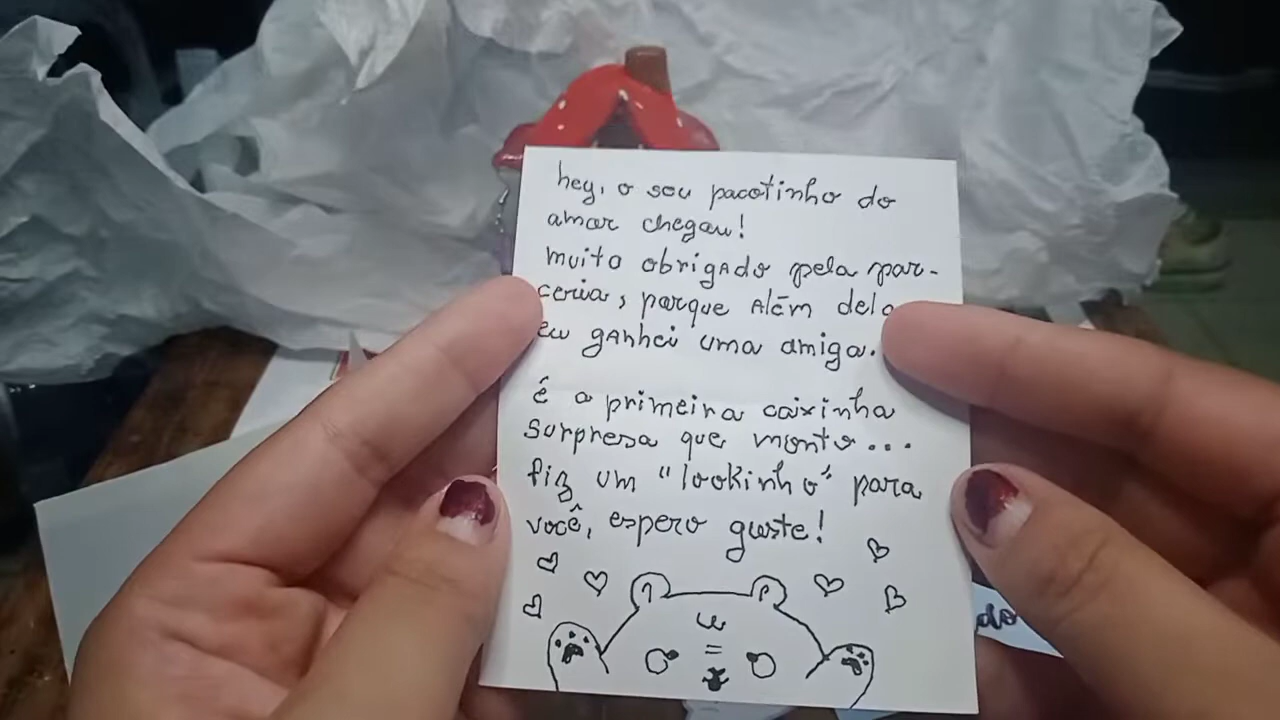 hey, o seu pacotinho do
amor chegou!
muito obrigado pela par-
ceria, porque Além dela
eu gAnhei uma amiga.
ê a primeira caixinha
surpresa que monto...
fiz um "lookinho" para
você, espero goste!
do